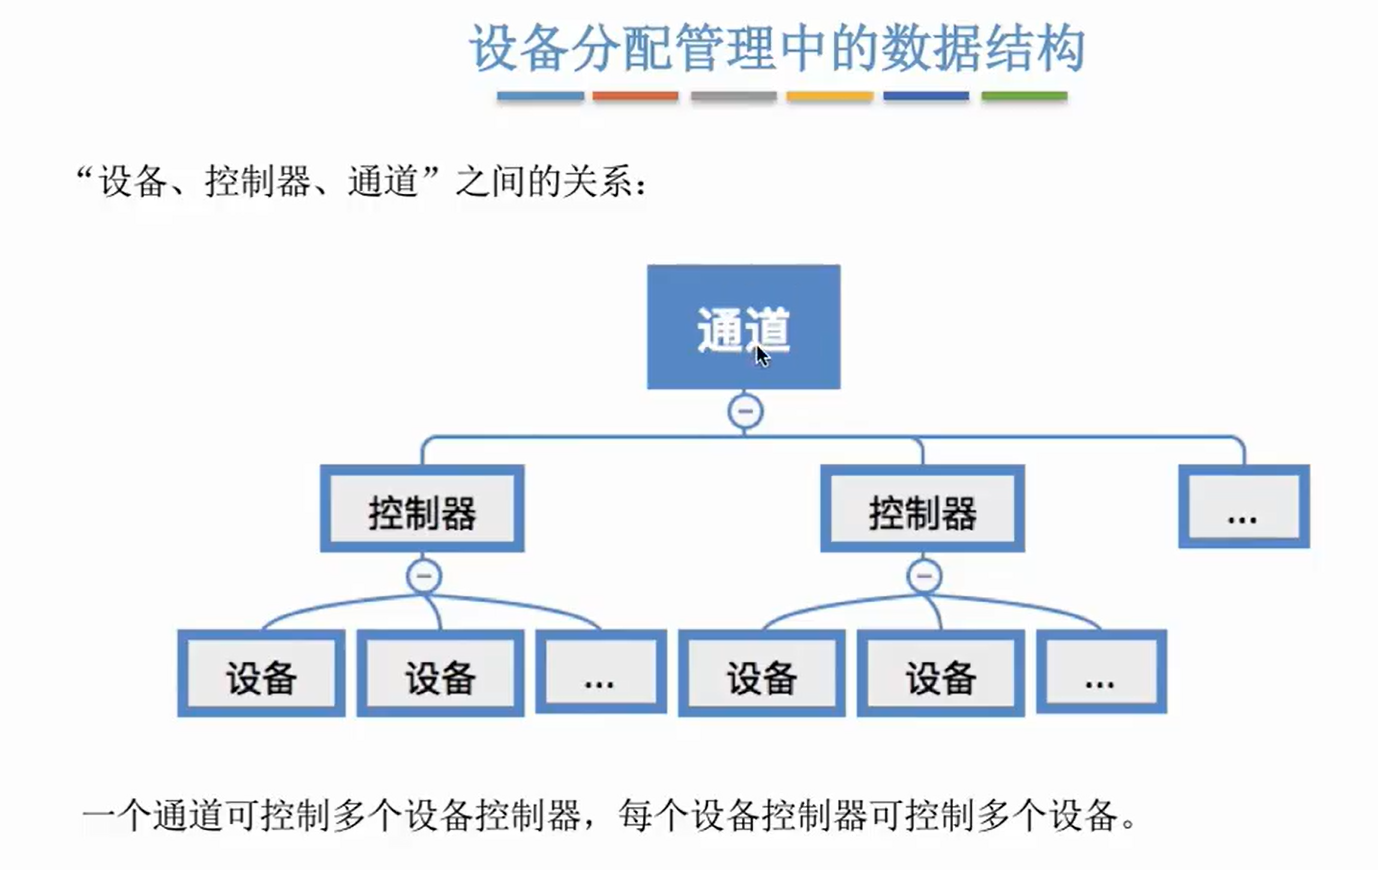 设备分配管理中的数据结构
“设备、控制器、通道”之间的关系：
通道
控制器
控制器
...
设备
设备
...
设备
设备
...
一个通道可控制多个设备控制器，每个设备控制器可控制多个设备。